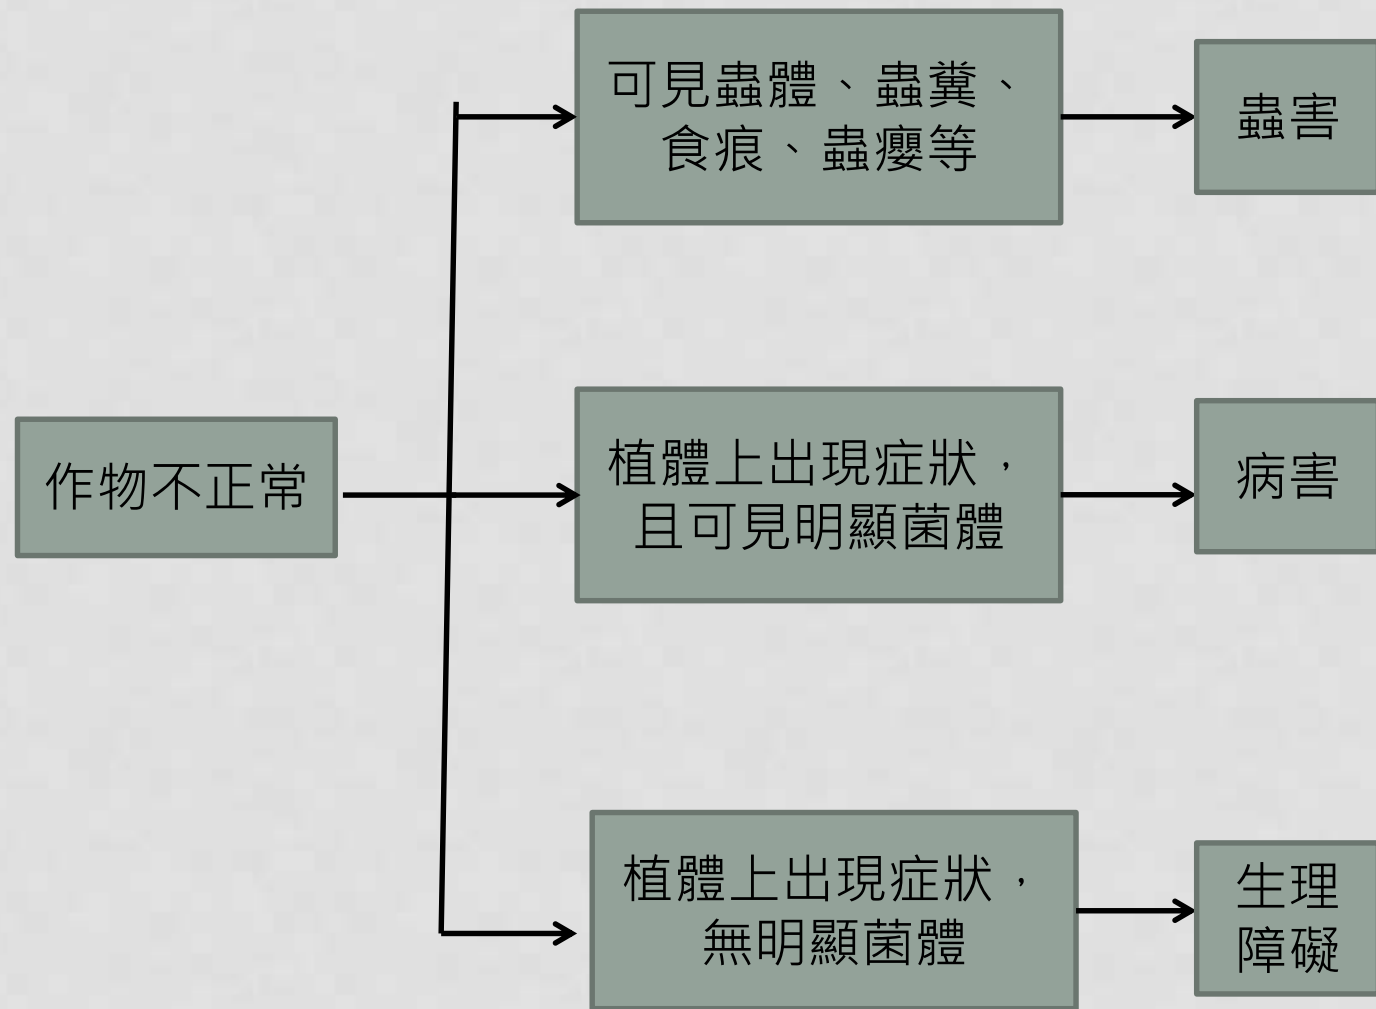 可見蟲體、蟲糞、
食痕、蟲癭等
蟲害
作物不正常
植體上出現症狀，
且可見明顯菌體
病害
植體上出現症狀，
無明顯菌體
生理
障礙